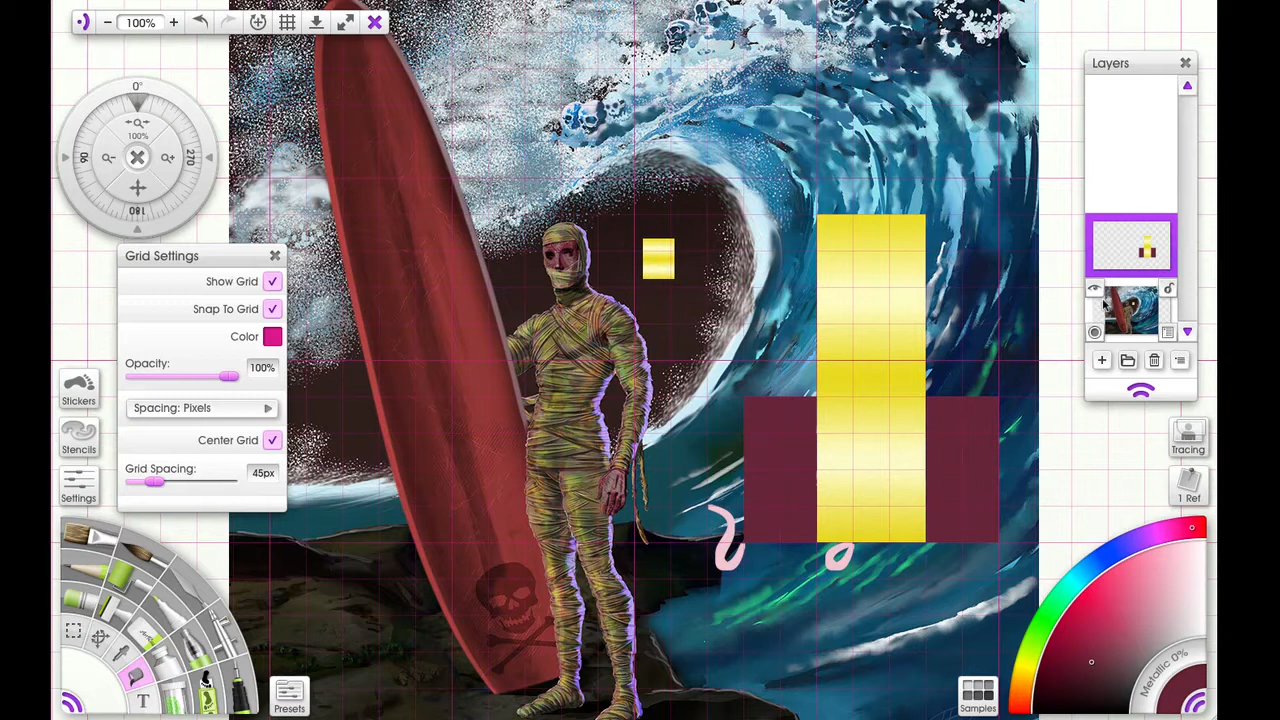 100%
0°
100%
270
180
90
Layers
Grid Settings
Show Grid
Snap To Grid
Color
Opacity:
100%
Spacing: Pixels
Center Grid
Grid Spacing:
45px
Stickers
Stencils
Settings
Tracing
1 Ref
T
Presets
Samples
Metallic 0%